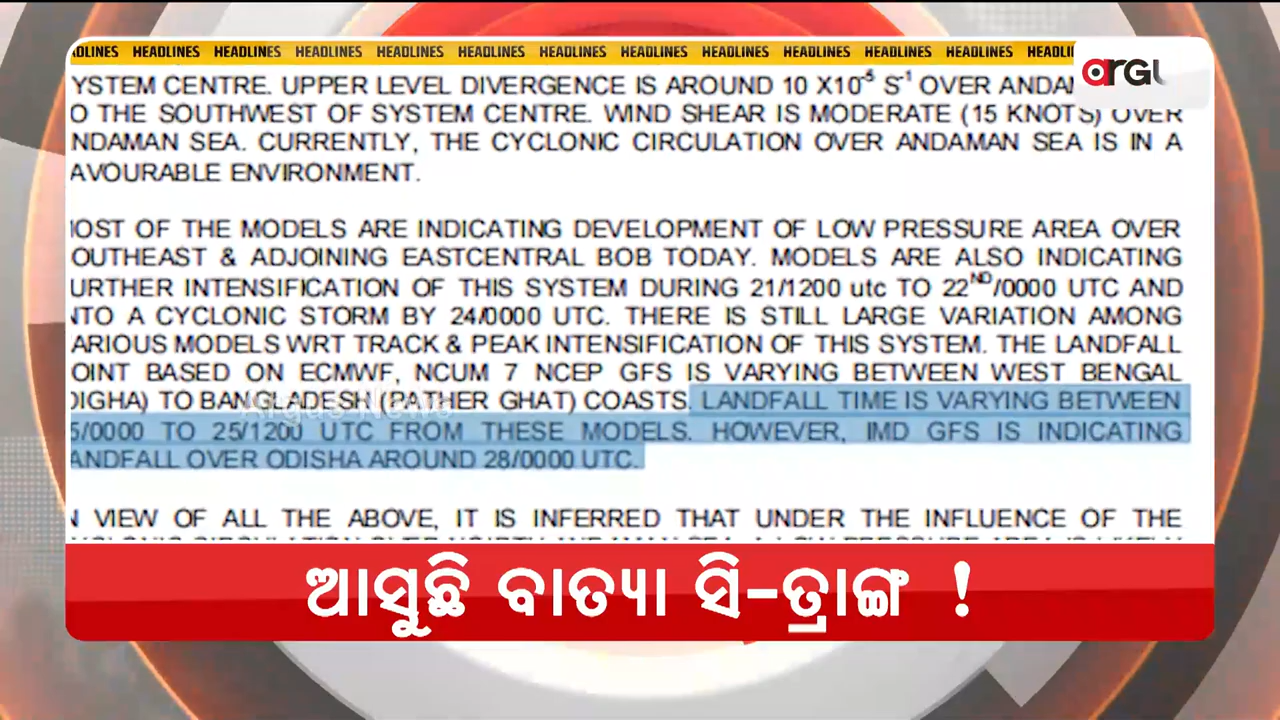 HEADLINES HEADLINES HEADLINES HEADLINES HEADLINES HEADLINES HEADLINES HEADLINES HEADLINES HEADLINES HEADLINES
YSTEM CENTRE. UPPER LEVEL DIVERGENCE IS AROUND 10 X10⁻⁵ S⁻¹ OVER
O THE SOUTHWEST OF SYSTEM CENTRE. WIND SHEAR IS MODERATE (15 KNOTS) OVER
NDAMAN SEA. CURRENTLY, THE CYCLONIC CIRCULATION OVER ANDAMAN SEA IS IN A
AVOURABLE ENVIRONMENT.
OST OF THE MODELS ARE INDICATING DEVELOPMENT OF LOW PRESSURE AREA OVER
OUTHEAST & ADJOINING EASTCENTRAL BOB TODAY. MODELS ARE ALSO INDICATING
URTHER INTENSIFICATION OF THIS SYSTEM DURING 21/1200 utc TO 22ᴺᴰ/0000 UTC AND
NTO A CYCLONIC STORM BY 24/0000 UTC. THERE IS STILL LARGE VARIATION AMONG
ARIOUS MODELS WRT TRACK & PEAK INTENSIFICATION OF THIS SYSTEM. THE LANDFALL
OINT BASED ON ECMWF, NCUM 7 NCEP GFS IS VARYING BETWEEN WEST BENGAL
DIGHA) TO BANGLADESH (PATHER GHAT) COASTS. LANDFALL TIME IS VARYING BETWEEN
5/0000 TO 25/1200 UTC FROM THESE MODELS. HOWEVER, IMD GFS IS INDICATING
ANDFALL OVER ODISHA AROUND 28/0000 UTC.
N VIEW OF ALL THE ABOVE, IT IS INFERRED THAT UNDER THE INFLUENCE OF THE
Argus News
ଆସୁଛି ବାତ୍ୟା ସି-ତ୍ରାଙ୍ଗ !